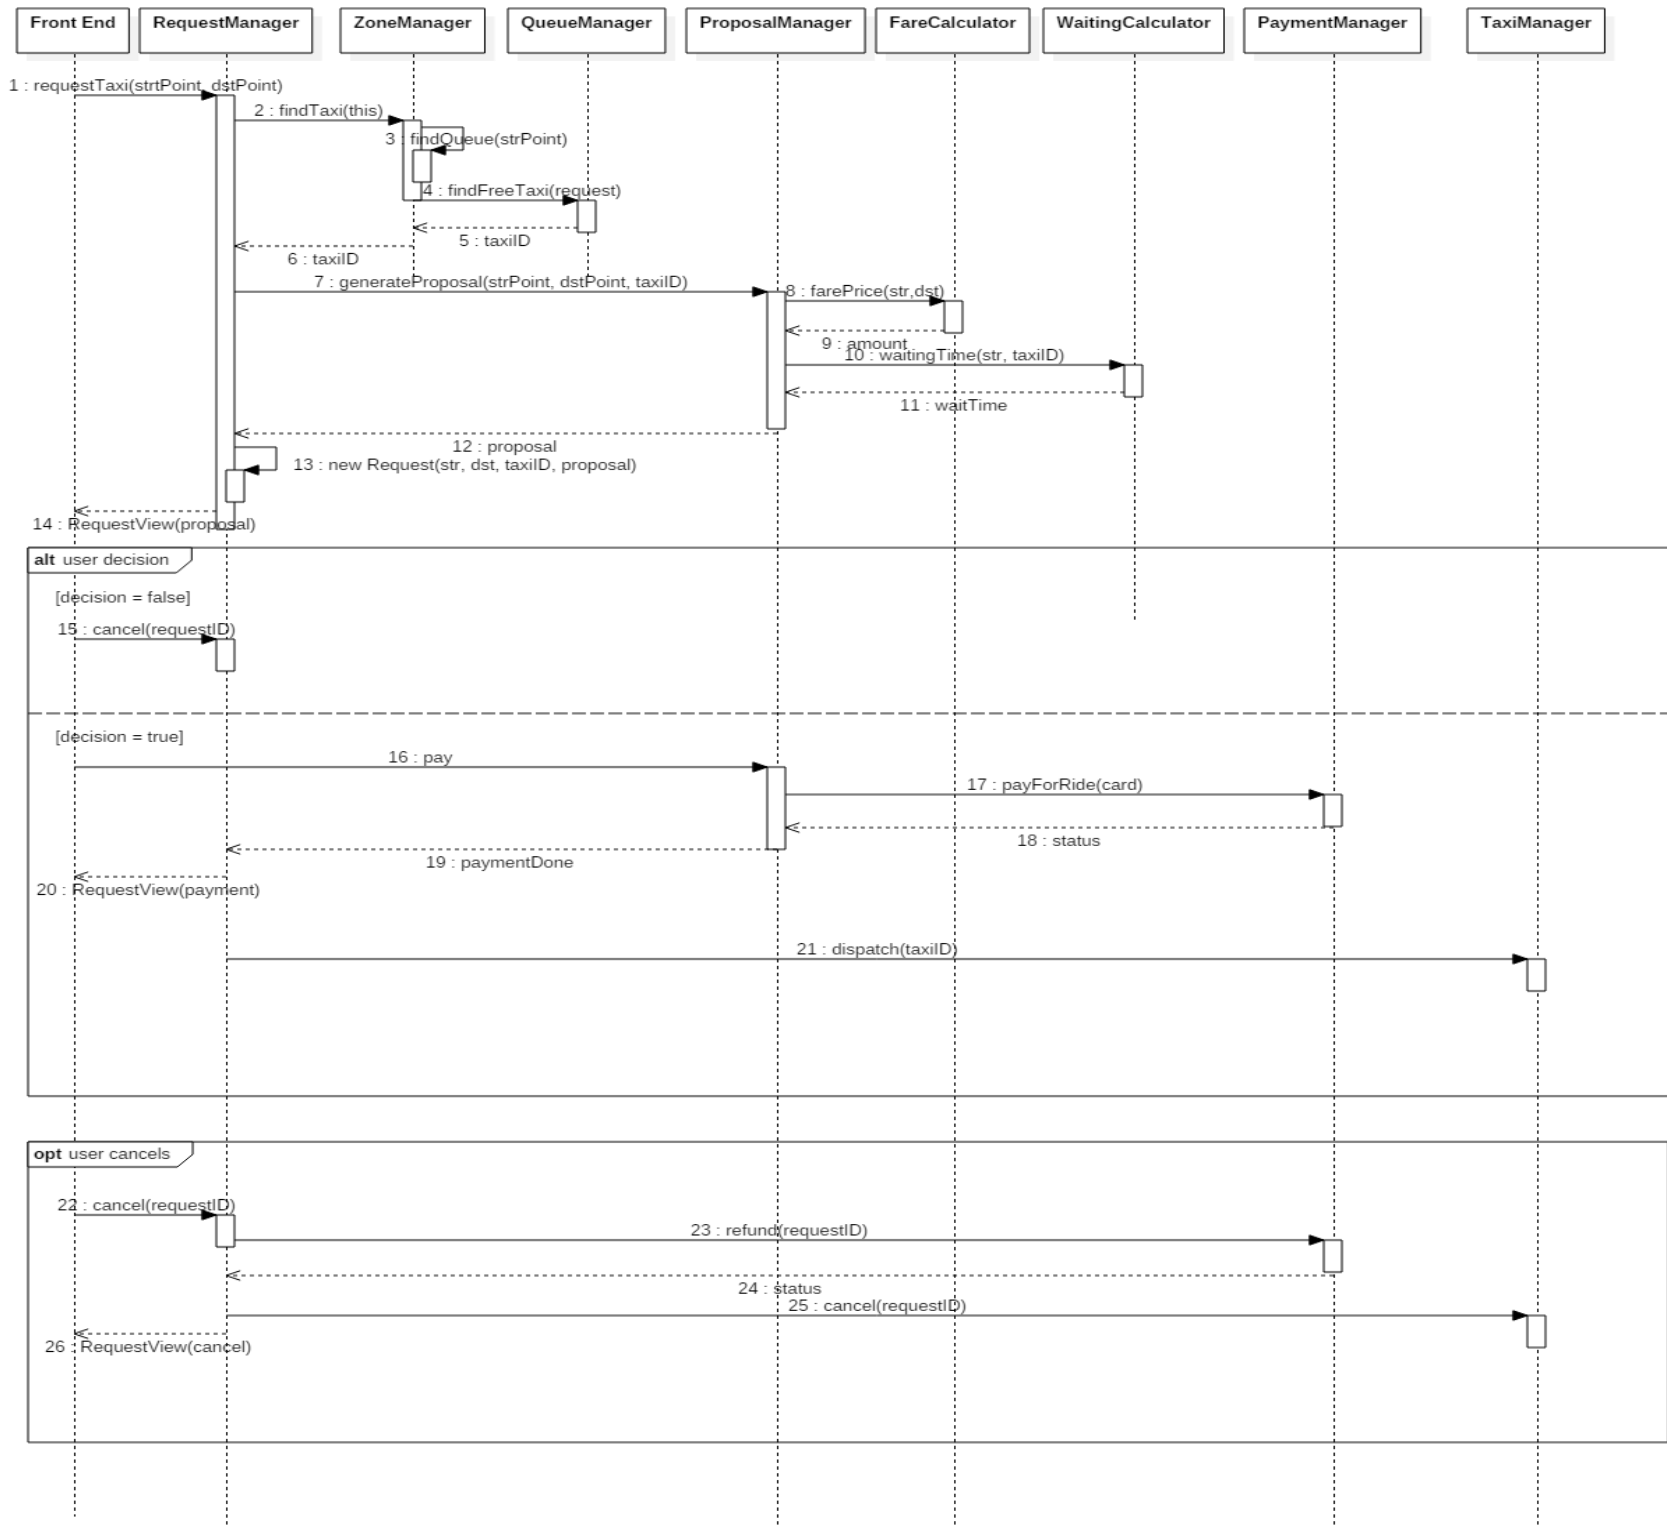 Front End
RequestManager
ZoneManager
QueueManager
ProposalManager
FareCalculator
WaitingCalculator
PaymentManager
TaxiManager
1 : requestTaxi(strtPoint, dstPoint)
2 : findTaxi(this)
3 : findQueue(strPoint)
4 : findFreeTaxi(request)
5 : taxiID
6 : taxiID
7 : generateProposal(strPoint, dstPoint, taxiID)
8 : farePrice(str,dst)
9 : amount
10 : waitingTime(str, taxiID)
11 : waitTime
12 : proposal
13 : new Request(str, dst, taxiID, proposal)
14 : RequestView(proposal)
alt user decision
[decision = false]
15 : cancel(requestID)
[decision = true]
16 : pay
17 : payForRide(card)
18 : status
19 : paymentDone
20 : RequestView(payment)
21 : dispatch(taxiID)
opt user cancels
22 : cancel(requestID)
23 : refund(requestID)
24 : status
25 : cancel(requestID)
26 : RequestView(cancel)